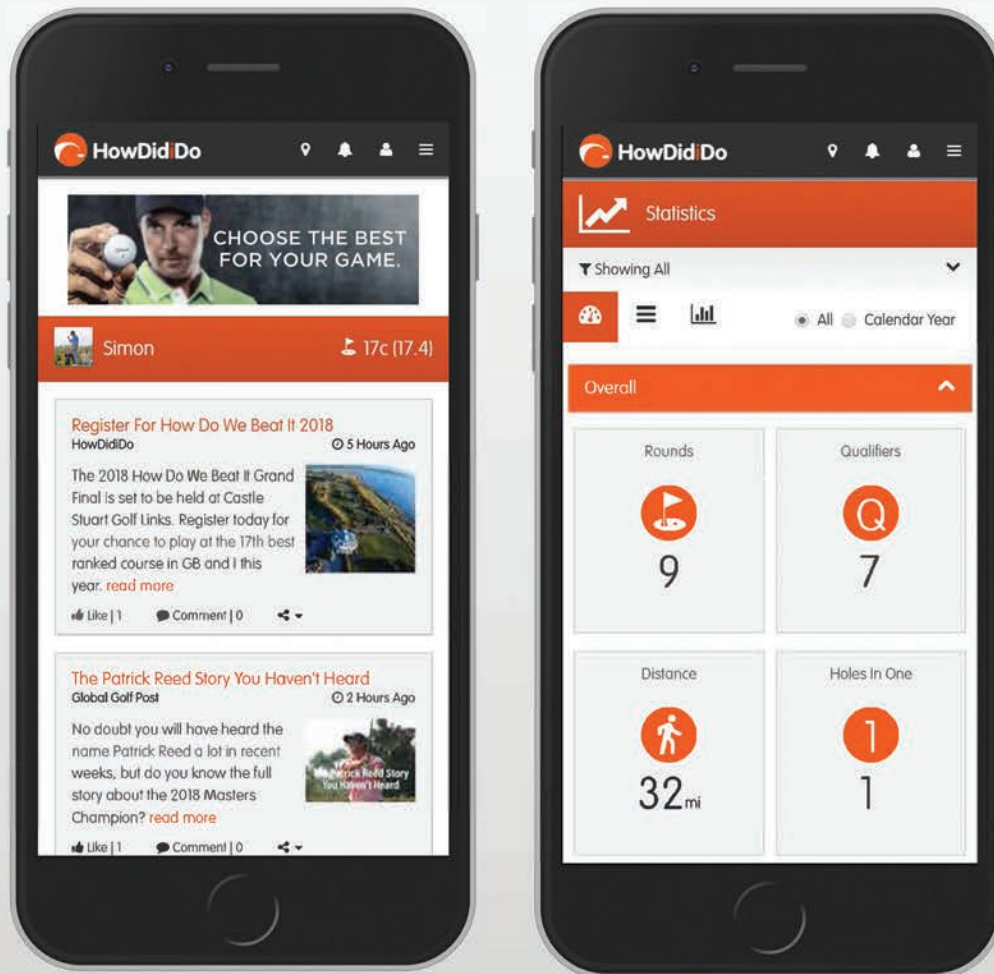 HowDidiDo
CHOOSE THE BEST
FOR YOUR GAME.
Simon
17c (17.4)
Register For How Do We Beat It 2018
HowDidiDo
5 Hours Ago
The 2018 How Do We Beat It Grand
Final is set to be held at Castle
Stuart Golf Links. Register today for
your chance to play at the 17th best
ranked course in GB and I this
year. read more
Like | 1
Comment | 0
The Patrick Reed Story You Haven't Heard
Global Golf Post
2 Hours Ago
No doubt you will have heard the
name Patrick Reed a lot in recent
weeks, but do you know the full
story about the 2018 Masters
Champion? read more
The Patrick Reed Story
You Haven't Heard
Like | 1
Comment | 0
HowDidiDo
Statistics
Showing All
All
Calendar Year
Overall
Rounds
9
Qualifiers
Q
7
Distance
32mi
Holes In One
1
1